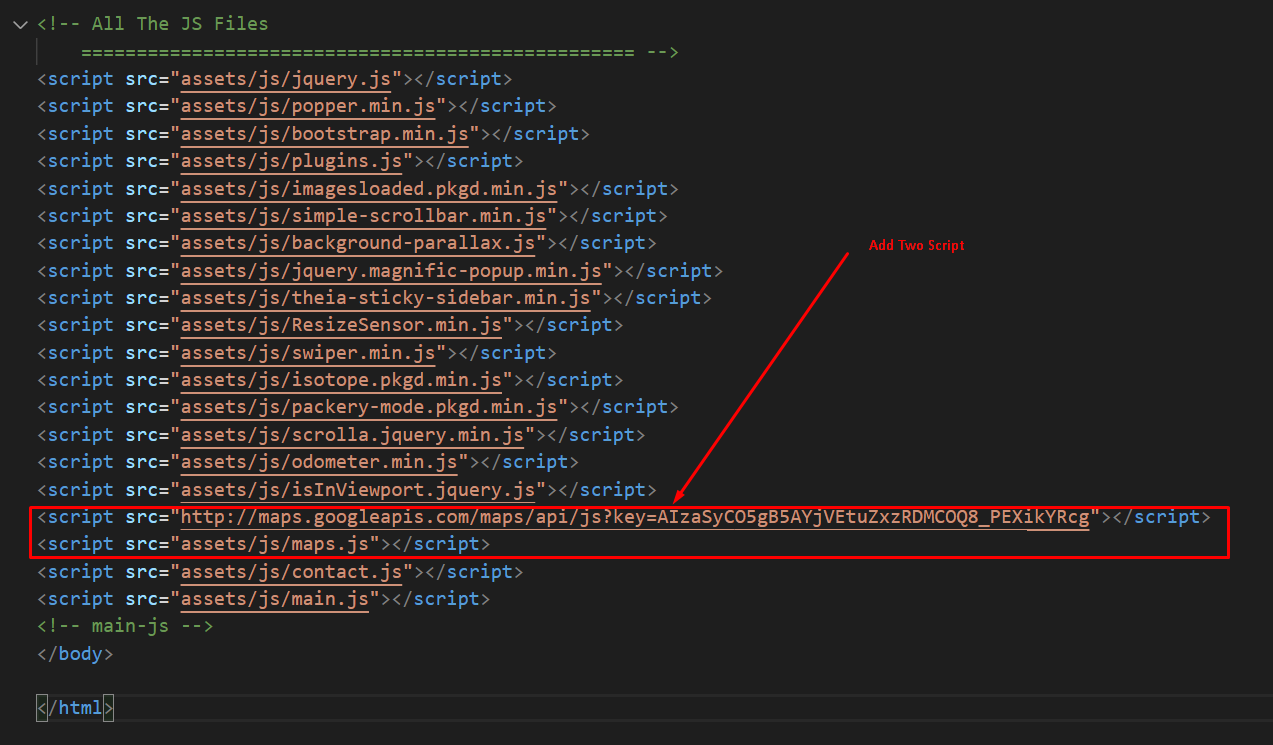 <!-- All The JS Files
================================================== -->
<script src="assets/js/jquery.js"></script>
<script src="assets/js/popper.min.js"></script>
<script src="assets/js/bootstrap.min.js"></script>
<script src="assets/js/plugins.js"></script>
<script src="assets/js/imagesloaded.pkgd.min.js"></script>
<script src="assets/js/simple-scrollbar.min.js"></script>
<script src="assets/js/background-parallax.js"></script>
Add Two Script
<script src="assets/js/jquery.magnific-popup.min.js"></script>
<script src="assets/js/theia-sticky-sidebar.min.js"></script>
<script src="assets/js/ResizeSensor.min.js"></script>
<script src="assets/js/swiper.min.js"></script>
<script src="assets/js/isotope.pkgd.min.js"></script>
<script src="assets/js/packery-mode.pkgd.min.js"></script>
<script src="assets/js/scrolla.jquery.min.js"></script>
<script src="assets/js/odometer.min.js"></script>
<script src="assets/js/isInViewport.jquery.js"></script>
<script src="http://maps.googleapis.com/maps/api/js?key=AIzaSyCO5gB5AYjVEtuZxzRDMCOQ8_PEXikYRcg"></script>
<script src="assets/js/maps.js"></script>
<script src="assets/js/contact.js"></script>
<script src="assets/js/main.js"></script>
<!-- main-js -->
</body>
</html>